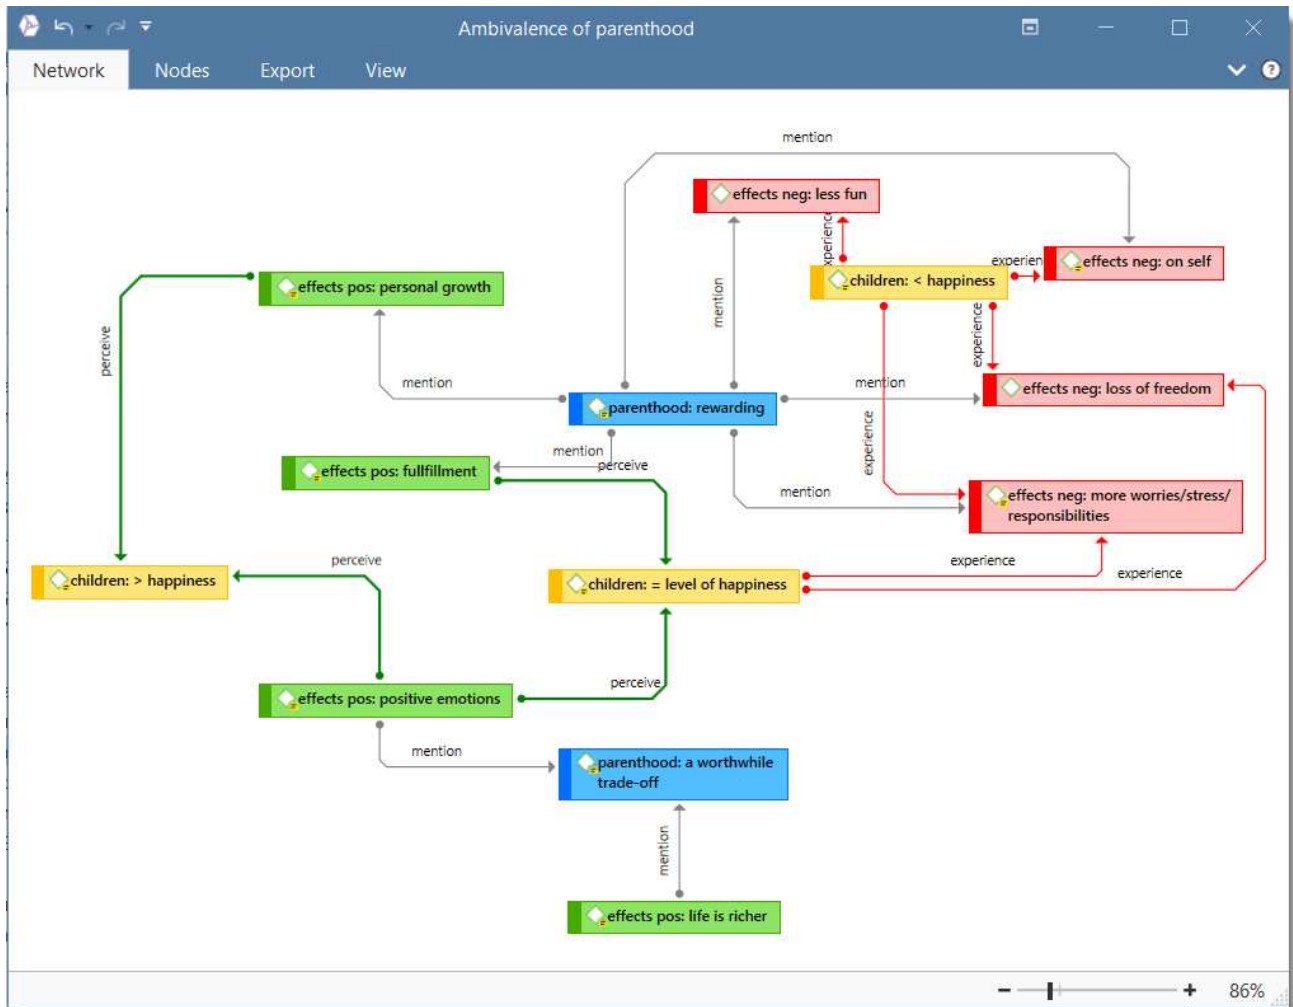 Ambivalence of parenthood
Network Nodes Export View
mention
effects neg: less fun
experience
experien
effects neg: on self
children: < happiness
effects pos: personal growth
perceive
mention
experience
mention
mention
effects neg: loss of freedom
parenthood: rewarding
experience
mention
perceive
effects pos: fullfillment
mention
effects neg: more worries/stress/
responsibilities
perceive
experience
experience
children: > happiness
children: = level of happiness
perceive
effects pos: positive emotions
mention
parenthood: a worthwhile
trade-off
mention
effects pos: life is richer
86%